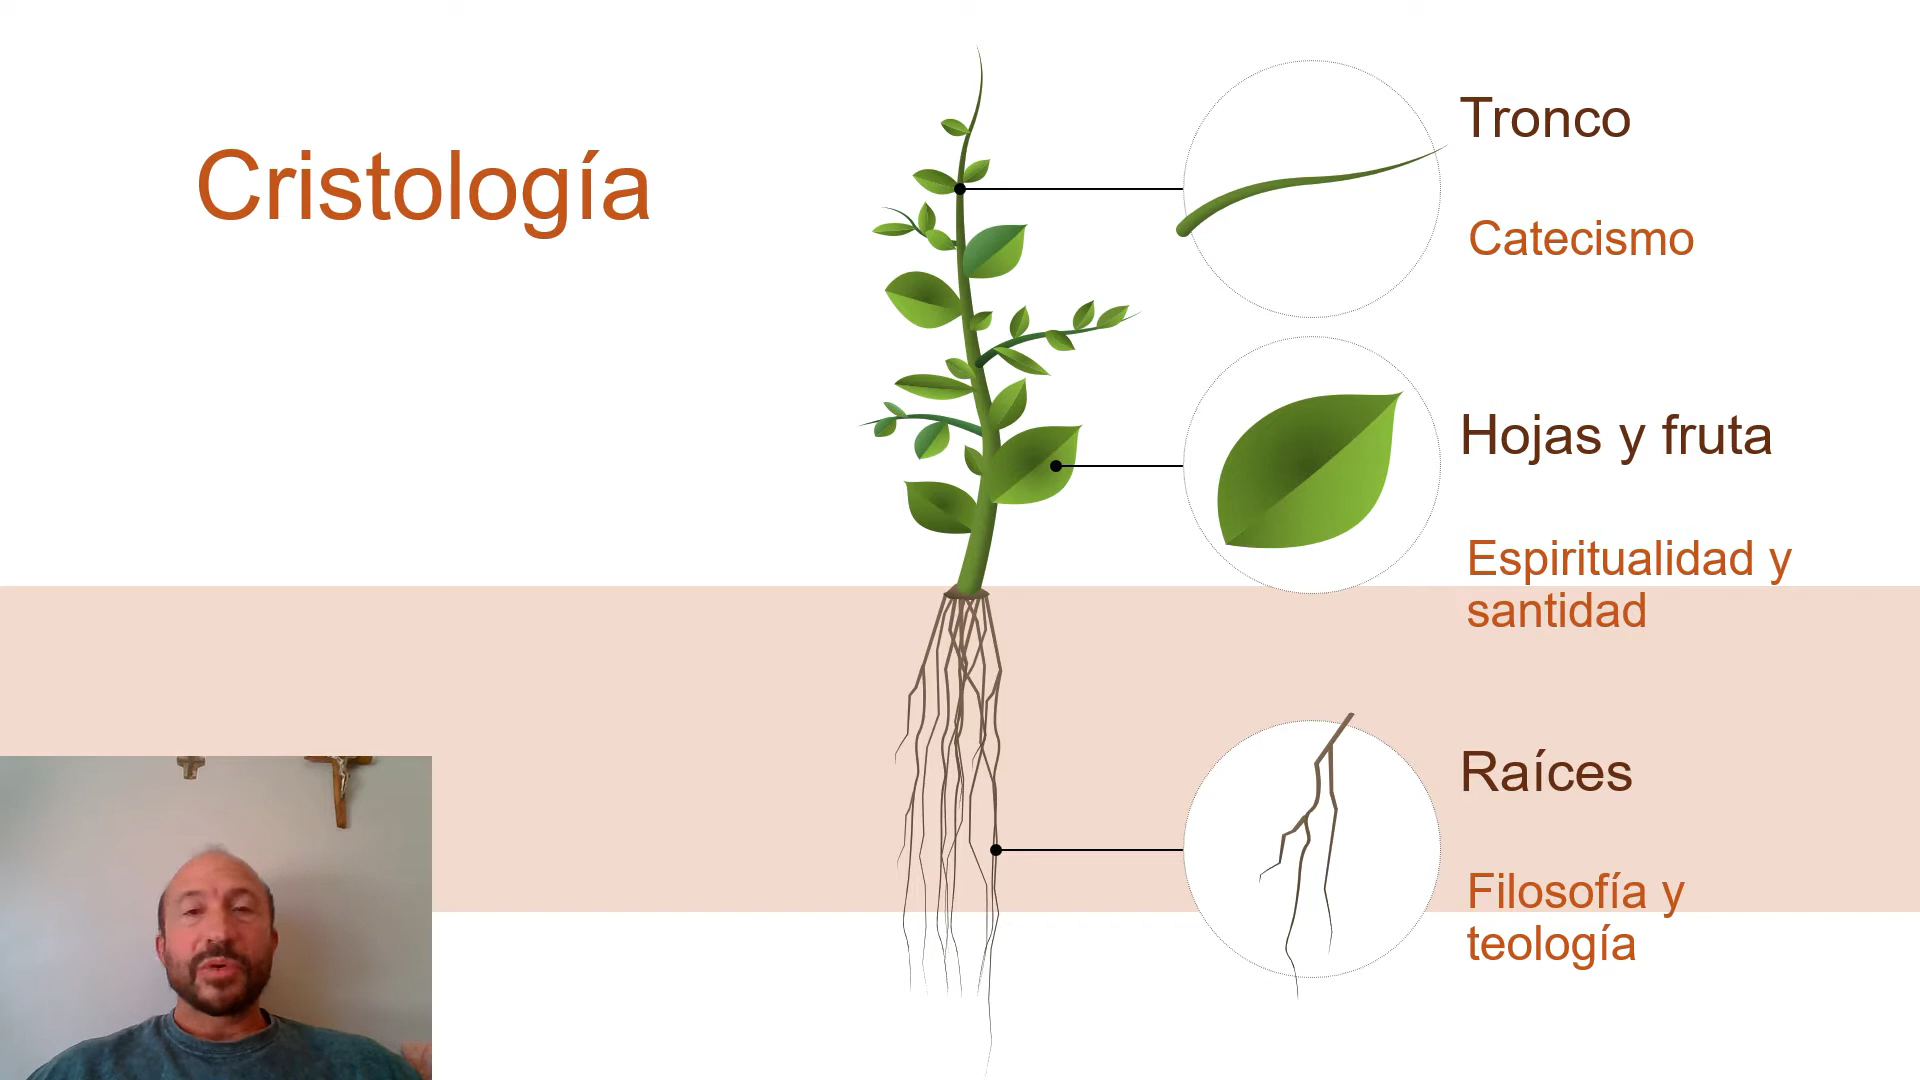 Cristología
Tronco
Catecismo
Hojas y fruta
Espiritualidad y
santidad
Raíces
Filosofía y
teología